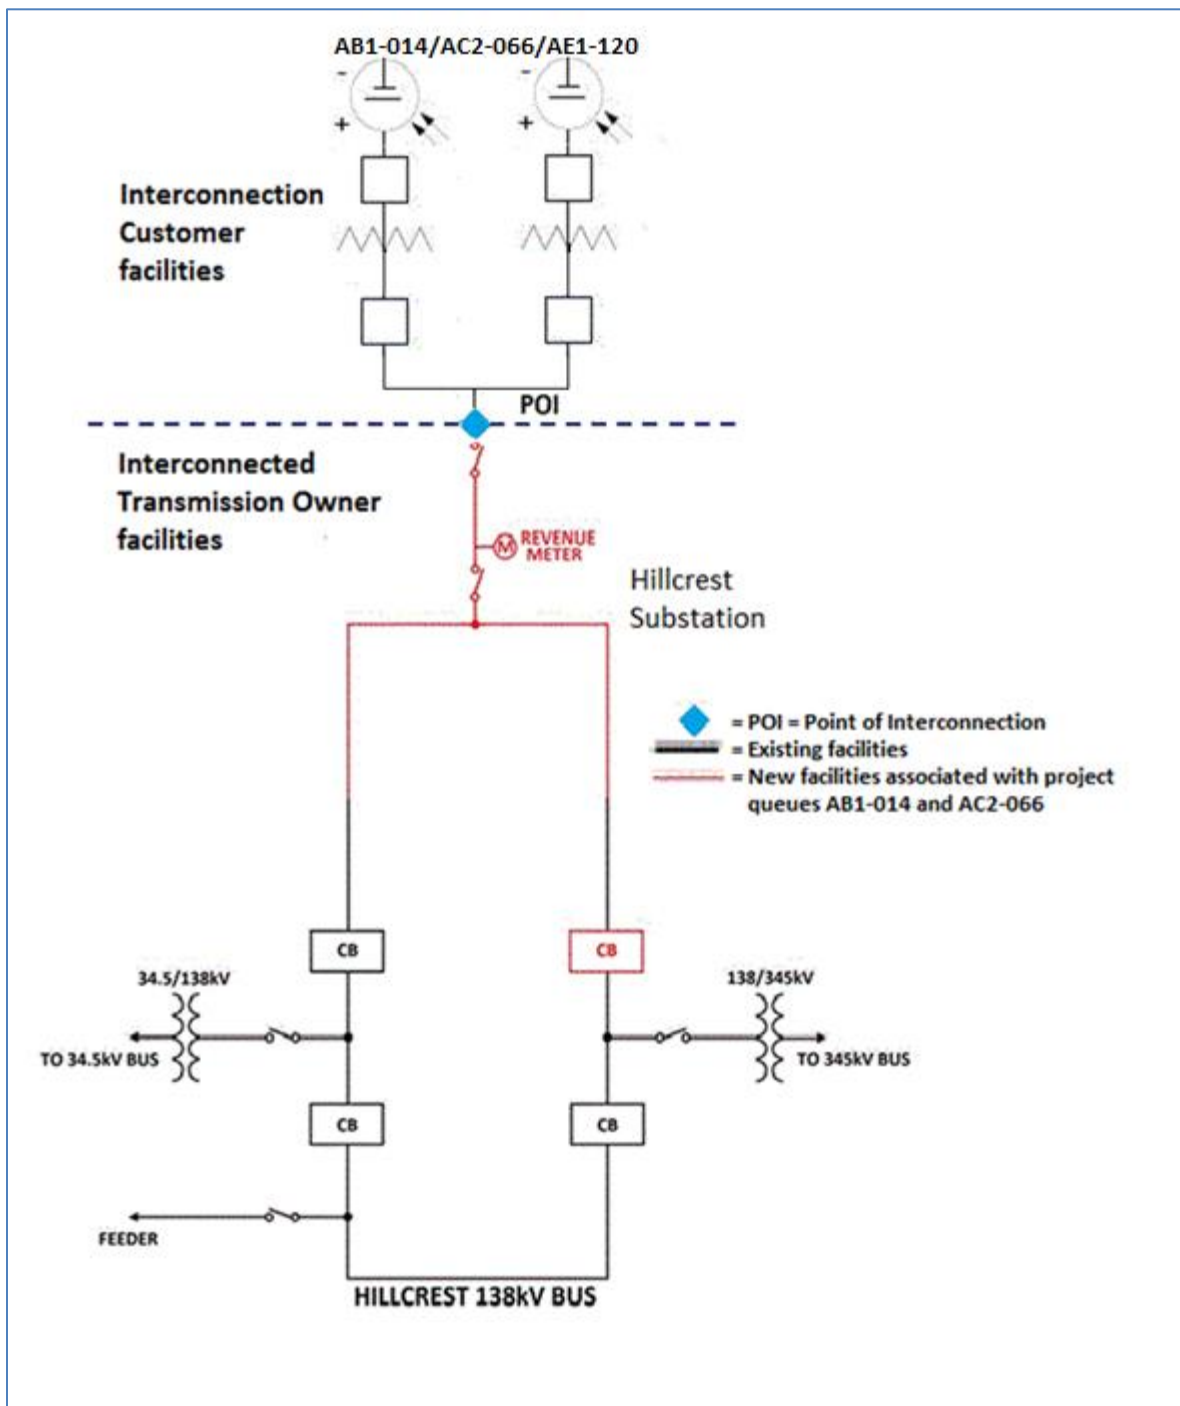 AB1-014/AC2-066/AE1-120
-
-
+
+
Interconnection
Customer
facilities
POI
Interconnected
Transmission Owner
facilities
M
REVENUE
METER
Hillcrest
Substation
= POI = Point of Interconnection
= Existing facilities
= New facilities associated with project
queues AB1-014 and AC2-066
CB
CB
34.5/138kV
138/345kV
TO 34.5kV BUS
TO 345kV BUS
CB
CB
FEEDER
HILLCREST 138kV BUS